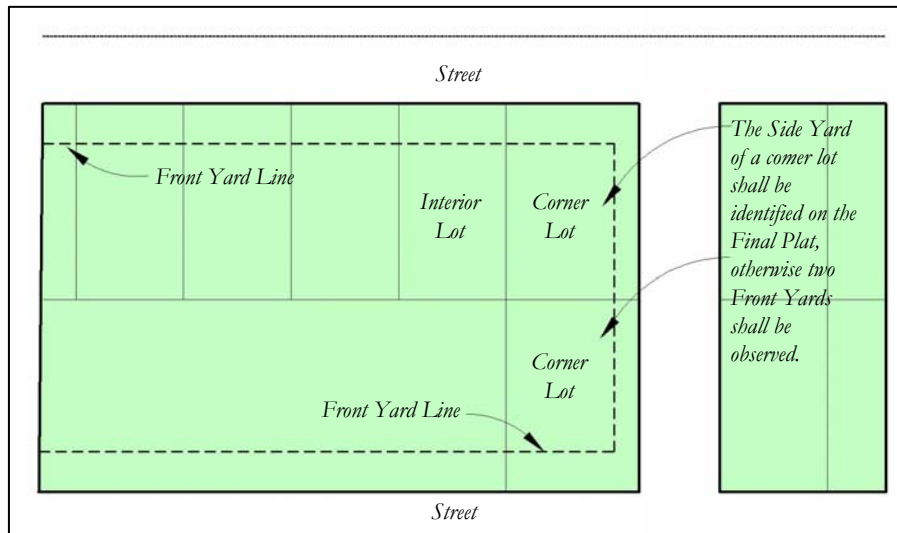 Street
Front Yard Line
Interior
Lot
Corner
Lot
The Side Yard
of a comer lot
shall be
identified on the
Final Plat,
otherwise two
Front Yards
shall be
observed.
Corner
Lot
Front Yard Line
Street